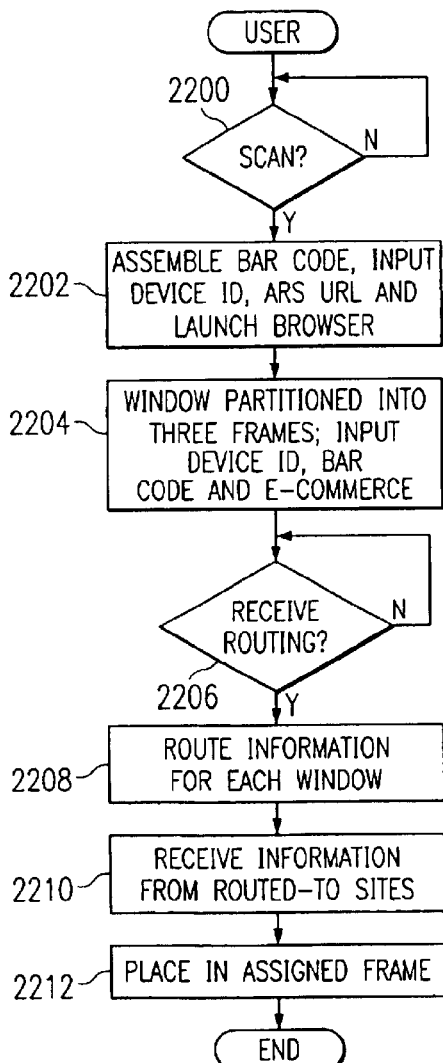 USER
2200
SCAN?
N
Y
2202
ASSEMBLE BAR CODE, INPUT
DEVICE ID, ARS URL AND
LAUNCH BROWSER
2204
WINDOW PARTITIONED INTO
THREE FRAMES; INPUT
DEVICE ID, BAR
CODE AND E-COMMERCE
RECEIVE
ROUTING?
N
2206
Y
2208
ROUTE INFORMATION
FOR EACH WINDOW
2210
RECEIVE INFORMATION
FROM ROUTED-TO SITES
2212
PLACE IN ASSIGNED FRAME
END